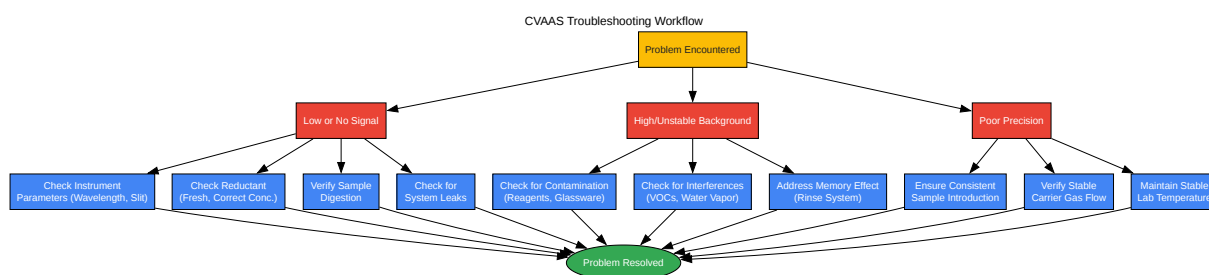 CVAAS Troubleshooting Workflow
Problem Encountered
Low or No Signal
High/Unstable Background
Poor Precision
Check Instrument
Parameters (Wavelength, Slit)
Check Reductant
(Fresh, Correct Conc.)
Verify Sample
Digestion
Check for
System Leaks
Check for Contamination
(Reagents, Glassware)
Check for Interferences
(VOCs, Water Vapor)
Address Memory Effect
(Rinse System)
Ensure Consistent
Sample Introduction
Verify Stable
Carrier Gas Flow
Maintain Stable
Lab Temperature
Problem Resolved